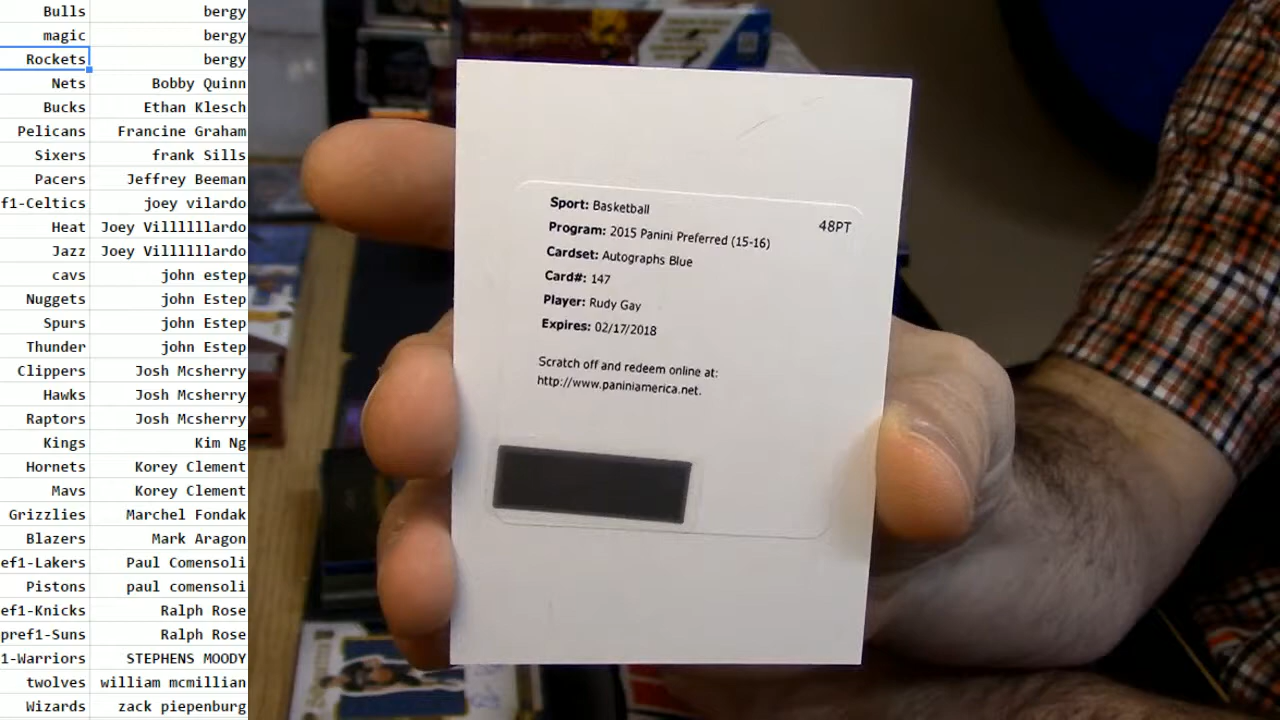 Bulls bergy
magic bergy
Rockets bergy
Nets Bobby Quinn
Bucks Ethan Klesch
Pelicans Francine Graham
Sixers frank Sills
Pacers Jeffrey Beeman
f1-Celtics joey vilardo
Heat Joey Villlllllardo
Jazz Joey Villlllllardo
cavs john estep
Nuggets john Estep
Spurs john Estep
Thunder john Estep
Clippers Josh Mcsherry
Hawks Josh Mcsherry
Raptors Josh Mcsherry
Kings Kim Ng
Hornets Korey Clement
Mavs Korey Clement
Grizzlies Marchel Fondak
Blazers Mark Aragon
ef1-Lakers Paul Comensoli
Pistons paul comensoli
ef1-Knicks Ralph Rose
pref1-Suns Ralph Rose
1-Warriors STEPHENS MOODY
twolves william mcmillian
Wizards zack piepenburg
Sport: Basketball
48PT
Program: 2015 Panini Preferred (15-16)
Cardset: Autographs Blue
Card#: 147
Player: Rudy Gay
Expires: 02/17/2018
Scratch off and redeem online at:
http://www.paniniamerica.net.